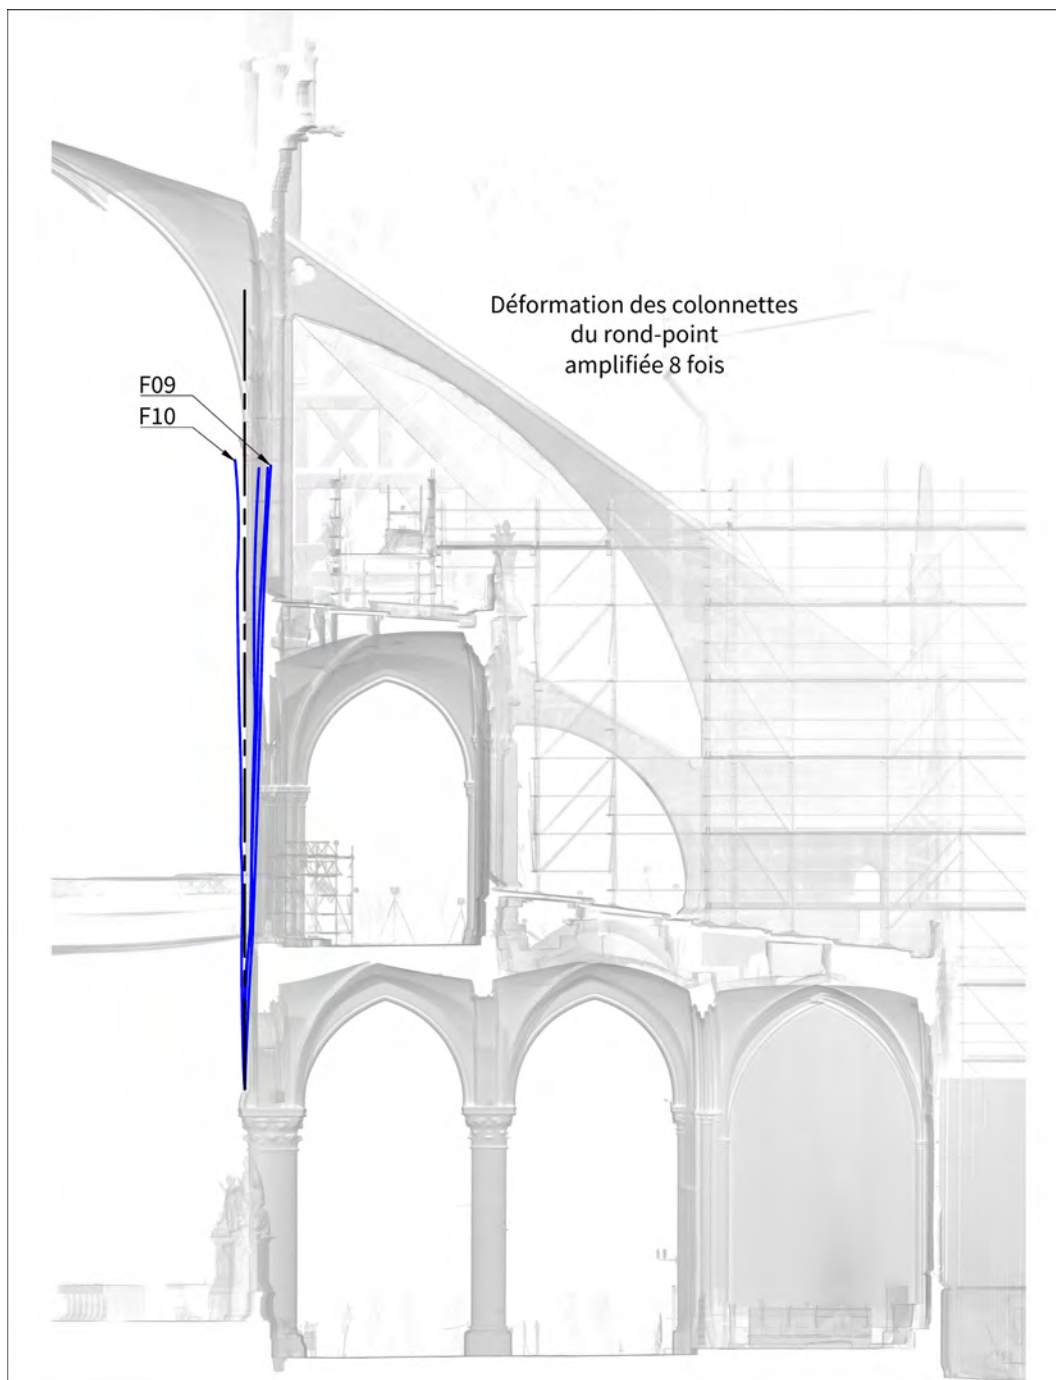 Déformation des colonnettes
du rond-point
amplifiée 8 fois
F09
F10